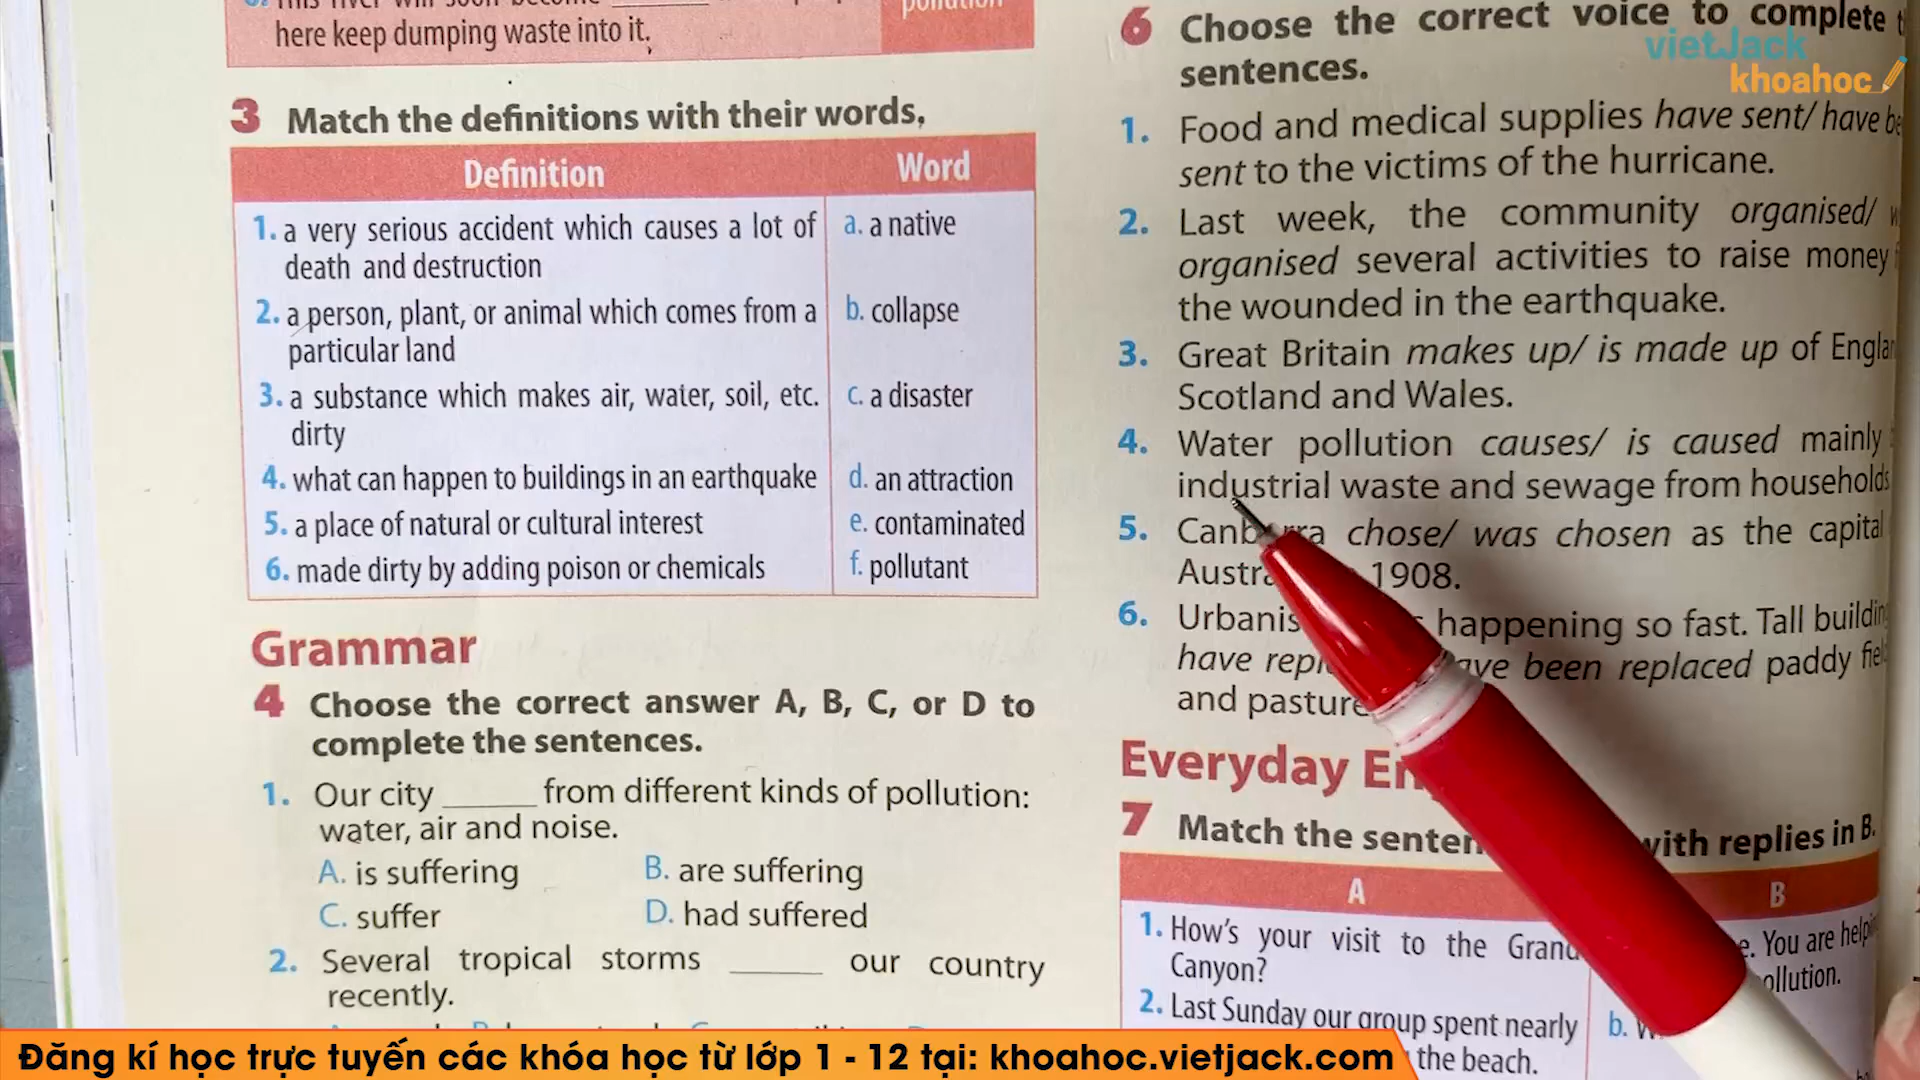 here keep dumping waste into it.
pollution
3 Match the definitions with their words,
Definition Word
1. a very serious accident which causes a lot of death and destruction
a. a native
2. a person, plant, or animal which comes from a particular land
b. collapse
3. a substance which makes air, water, soil, etc. dirty
c. a disaster
4. what can happen to buildings in an earthquake
d. an attraction
5. a place of natural or cultural interest
e. contaminated
6. made dirty by adding poison or chemicals
f. pollutant
Grammar
4 Choose the correct answer A, B, C, or D to
complete the sentences.
1. Our city ______ from different kinds of pollution:
water, air and noise.
A. is suffering B. are suffering
C. suffer D. had suffered
2. Several tropical storms ______ our country
recently.
6 Choose the correct voice to complete
sentences.
1. Food and medical supplies have sent/ have
sent to the victims of the hurricane.
2. Last week, the community organised/
organised several activities to raise money
the wounded in the earthquake.
3. Great Britain makes up/ is made up of
Scotland and Wales.
4. Water pollution causes/ is caused mainly
industrial waste and sewage from households
5. chose/ was chosen as the capital
1908.
6. happening so fast. Tall
have been replaced paddy
and
Everyday
7 Match the with replies in B.
A B
1. How's your visit to the Grand
Canyon?
2. Last Sunday our group spent nearly
the beach.
e. You are
pollution.
b.
vietJack
khoahoc
Đăng kí học trực tuyến các khóa học từ lớp 1 - 12 tại: khoahoc.vietjack.com